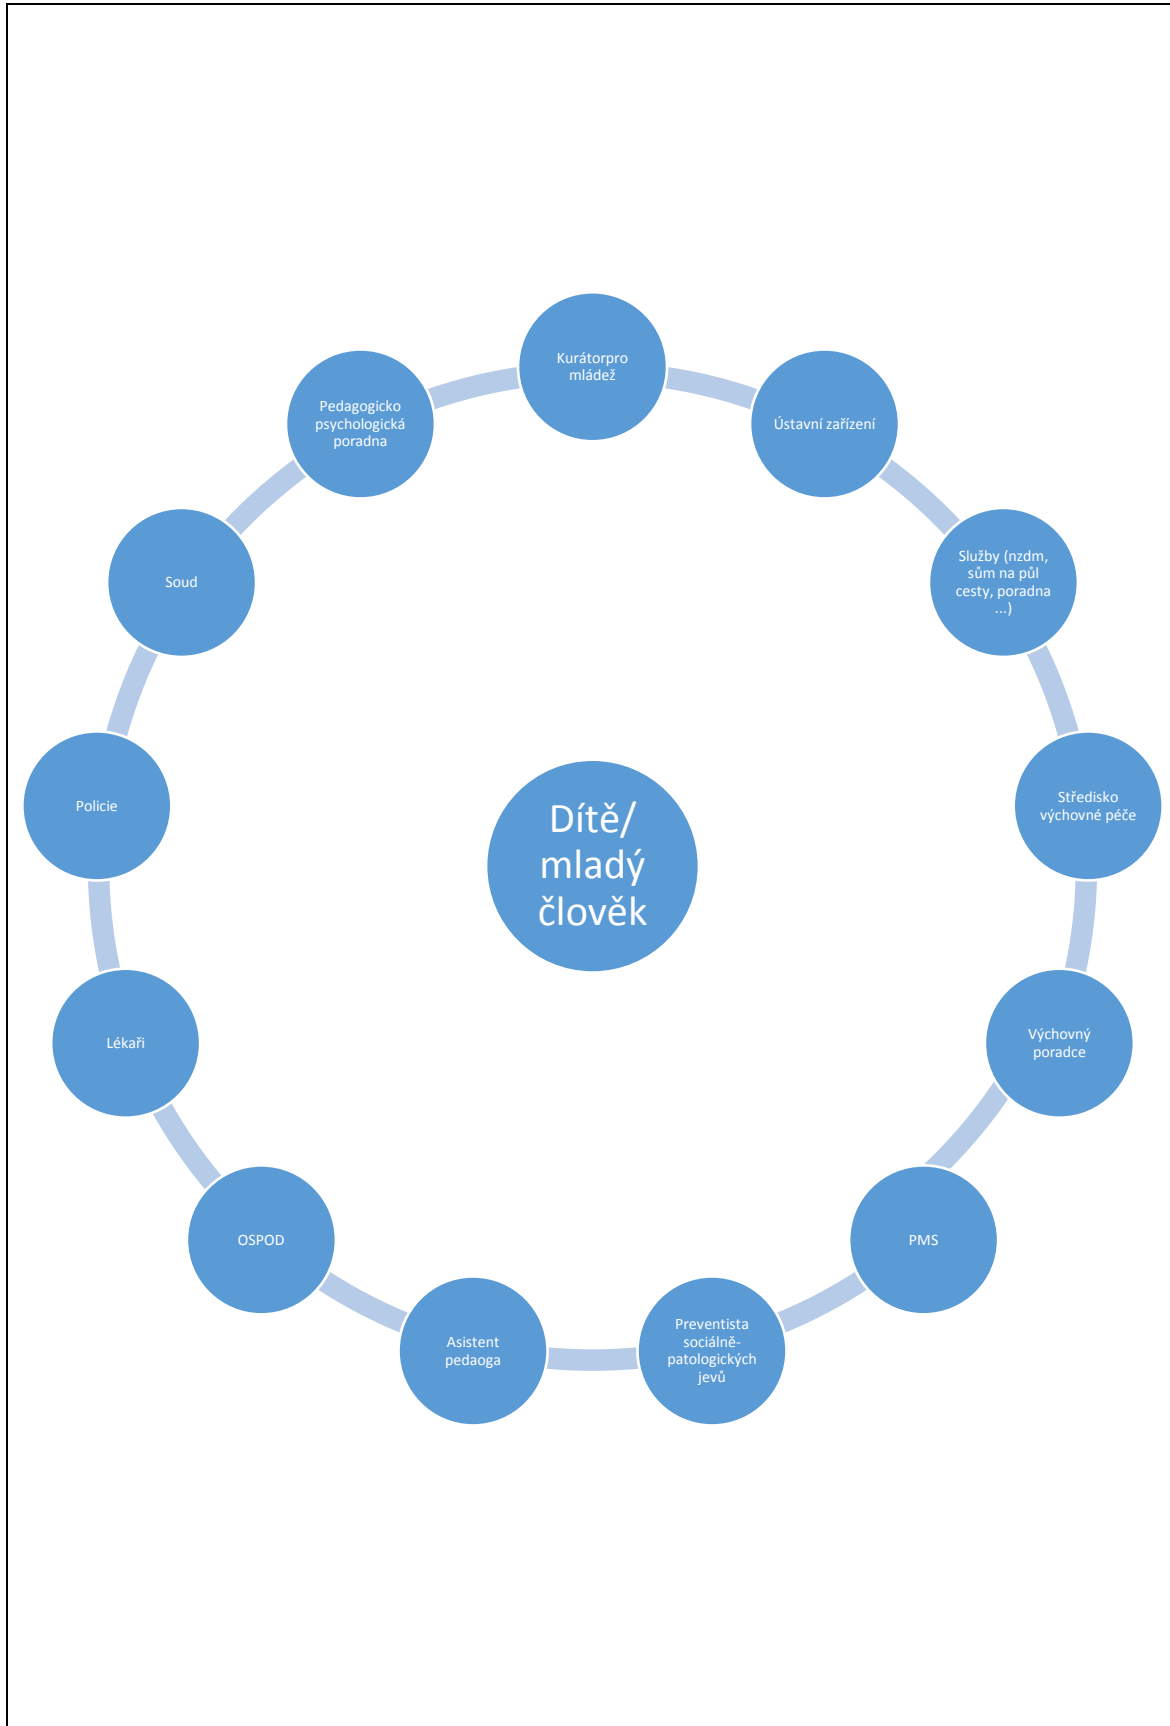 Kurátorpro
mládež
Ústavní zařízení
Služby (nzdm,
sům na půl
cesty, poradna
...)
Středisko
výchovné péče
Výchovný
poradce
PMS
Preventista
sociálně-
patologických
jevů
Asistent
pedaoga
OSPOD
Lékaři
Policie
Soud
Pedagogicko
psychologická
poradna
Dítě/
mladý
člověk